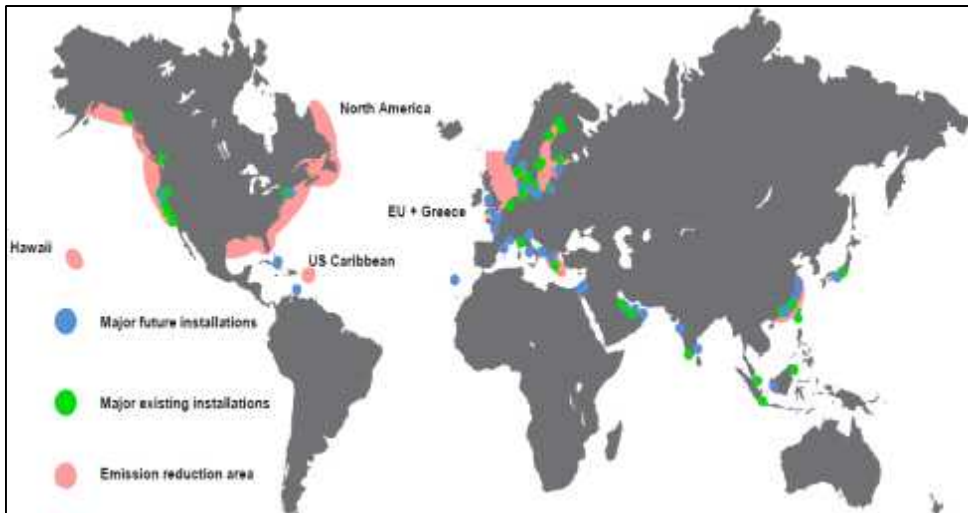 North America
EU + Greece
Hawaii
US Caribbean
Major future installations
Major existing installations
Emission reduction area